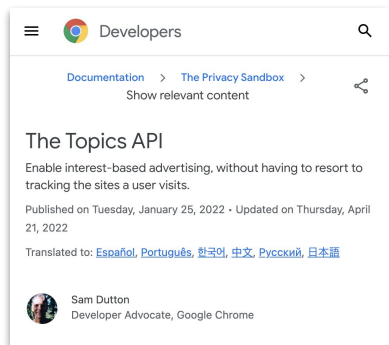 Developers
Documentation > The Privacy Sandbox >
Show relevant content
The Topics API
Enable interest-based advertising, without having to resort to
tracking the sites a user visits.
Published on Tuesday, January 25, 2022 • Updated on Thursday, April
21, 2022
Translated to: Español, Português, 한국어, 中文, Pусский, 日本語
Sam Dutton
Developer Advocate, Google Chrome